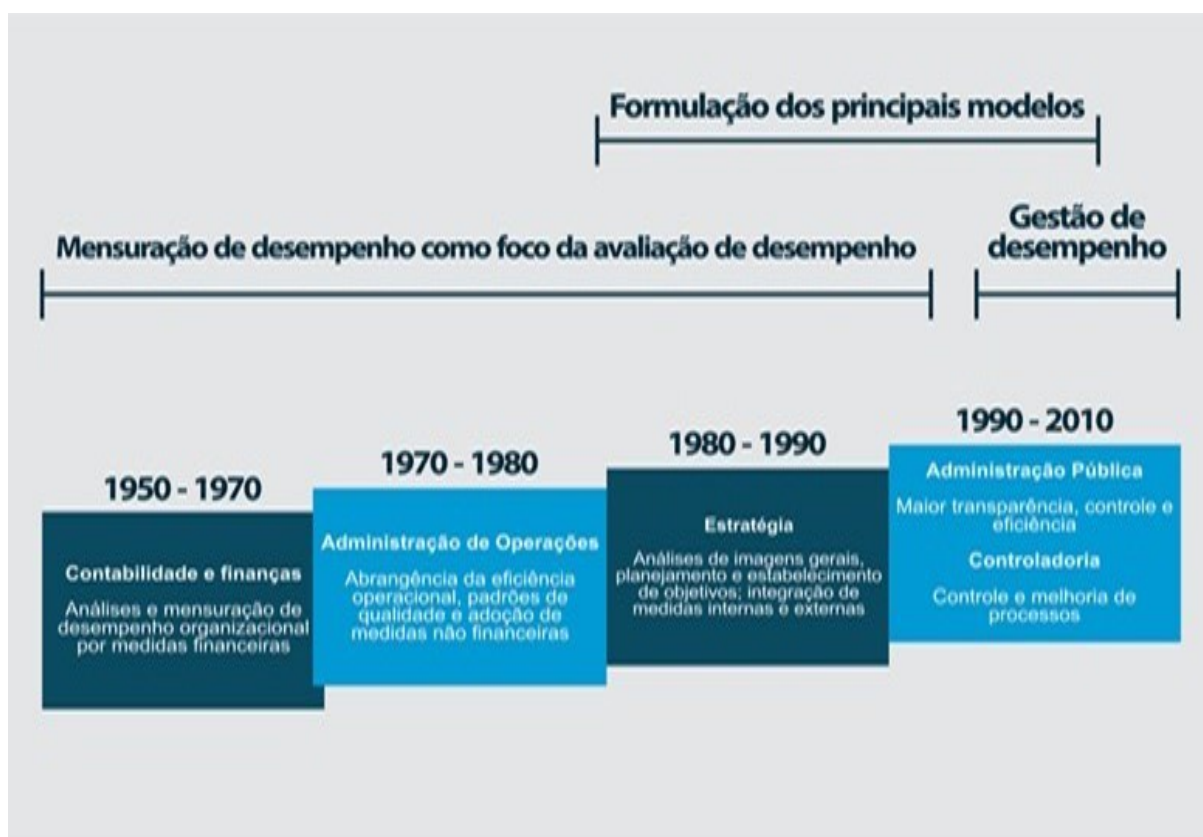 Formulação dos principais modelos
Mensuração de desempenho como foco da avaliação de desempenho
Gestão de
desempenho
1950 - 1970
Contabilidade e finanças
Análises e mensuração de
desempenho organizacional
por medidas financeiras
1970 - 1980
Administração de Operações
Abrangência da eficiência
operacional, padrões de
qualidade e adoção de
medidas não financeiras
1980 - 1990
Estratégia
Análises de imagens gerais,
planejamento e estabelecimento
de objetivos; integração de
medidas internas e externas
1990 - 2010
Administração Pública
Maior transparência, controle e
eficiência
Controladoria
Controle e melhoria de
processos